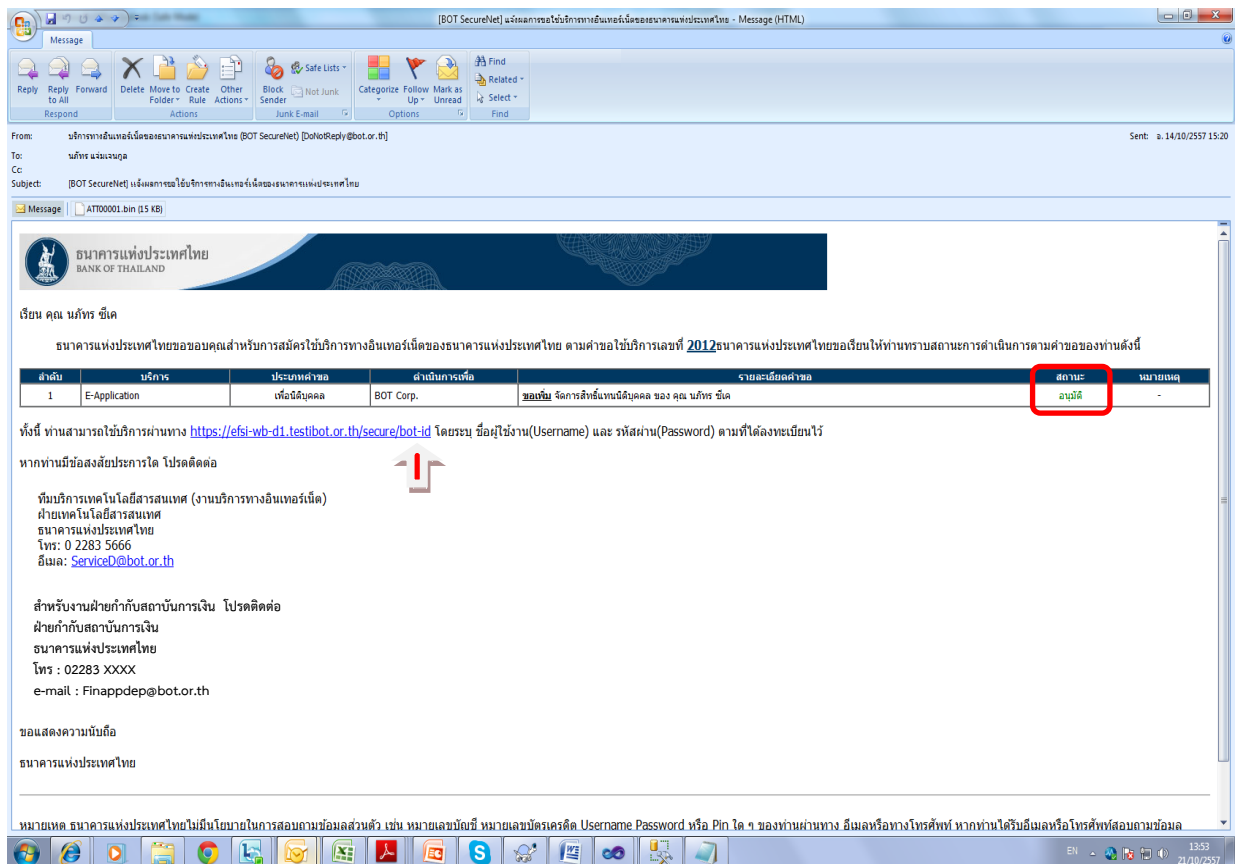 [BOT SecureNet] แจ้งผลการขอใช้บริการทางอินเทอร์เน็ตของธนาคารแห่งประเทศไทย - Message (HTML)
Message
Reply
Reply to All
Forward
Delete
Move to Folder
Create Rule
Other Actions
Block Sender
Safe Lists
Not Junk
Categorize
Follow Up
Mark as Unread
Find
Related
Select
Respond
Actions
Junk E-mail
Options
Find
From: บริการทางอินเทอร์เน็ตของธนาคารแห่งประเทศไทย (BOT SecureNet) [DoNotReply@bot.or.th]
Sent: อ. 14/10/2557 15:20
To: นภัทร แจ่มเจนกูล
Cc:
Subject: [BOT SecureNet] แจ้งผลการขอใช้บริการทางอินเทอร์เน็ตของธนาคารแห่งประเทศไทย
Message ATT00001.bin (15 KB)
ธนาคารแห่งประเทศไทย
BANK OF THAILAND
เรียน คุณ นภัทร ซีเค
ธนาคารแห่งประเทศไทยขอขอบคุณสำหรับการสมัครใช้บริการทางอินเทอร์เน็ตของธนาคารแห่งประเทศไทย ตามคำขอใช้บริการเลขที่ 2012ธนาคารแห่งประเทศไทยขอเรียนให้ท่านทราบสถานะการดำเนินการตามคำขอของท่านดังนี้
ลำดับ บริการ ประเภทคำขอ ดำเนินการเพื่อ รายละเอียดคำขอ สถานะ หมายเหตุ
1 E-Application เพื่อนิติบุคคล BOT Corp. ขอเพิ่ม จัดการสิทธิ์แทนนิติบุคคล ของ คุณ นภัทร ซีเค อนุมัติ -
ทั้งนี้ ท่านสามารถใช้บริการผ่านทาง https://efsi-wb-d1.testibot.or.th/secure/bot-id โดยระบุ ชื่อผู้ใช้งาน(Username) และ รหัสผ่าน(Password) ตามที่ได้ลงทะเบียนไว้
หากท่านมีข้อสงสัยประการใด โปรดติดต่อ
ทีมบริการเทคโนโลยีสารสนเทศ (งานบริการทางอินเทอร์เน็ต)
ฝ่ายเทคโนโลยีสารสนเทศ
ธนาคารแห่งประเทศไทย
โทร: 0 2283 5666
อีเมล: ServiceD@bot.or.th
สำหรับงานฝ่ายกำกับสถาบันการเงิน โปรดติดต่อ
ฝ่ายกำกับสถาบันการเงิน
ธนาคารแห่งประเทศไทย
โทร : 02283 XXXX
e-mail : Finappdep@bot.or.th
ขอแสดงความนับถือ
ธนาคารแห่งประเทศไทย
หมายเหตุ ธนาคารแห่งประเทศไทยไม่มีนโยบายในการสอบถามข้อมูลส่วนตัว เช่น หมายเลขบัญชี หมายเลขบัตรเครดิต Username Password หรือ Pin ใด ๆ ของท่านผ่านทาง อีเมลหรือทางโทรศัพท์ หากท่านได้รับอีเมลหรือโทรศัพท์สอบถามข้อมูล
EN
13:53
21/10/2557